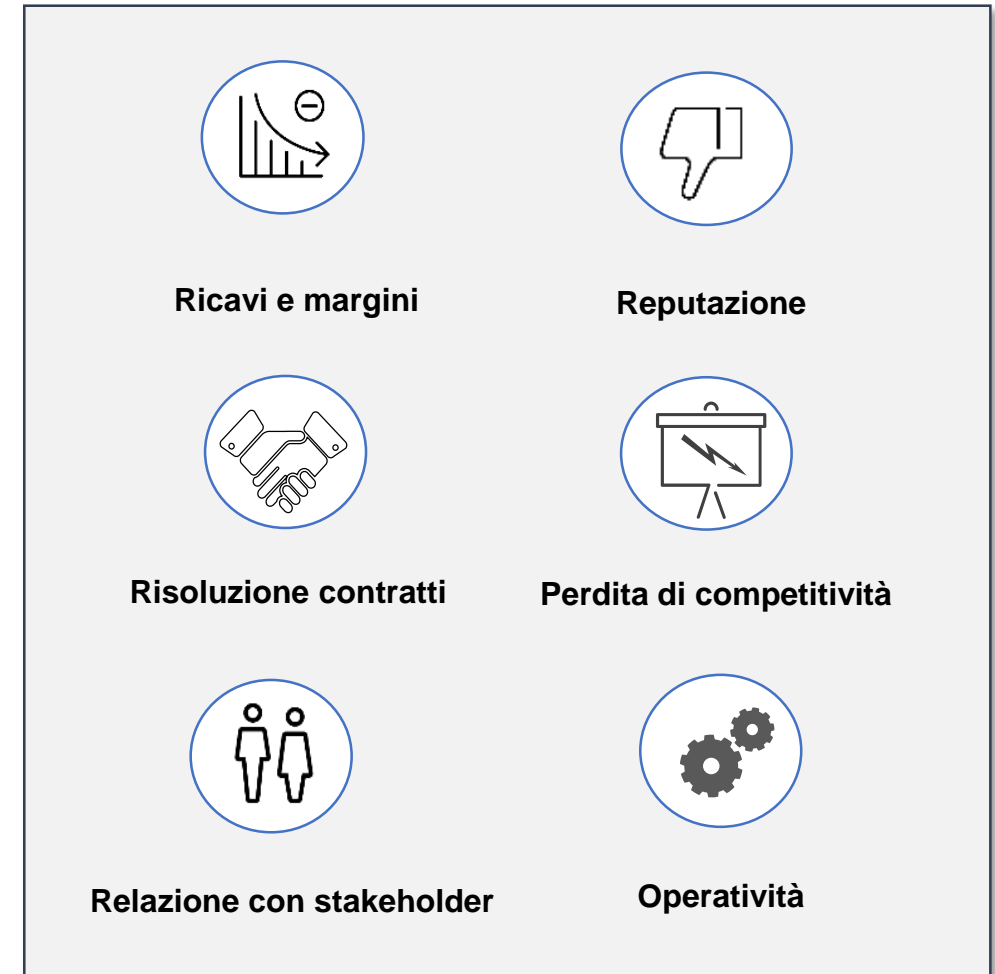 Ricavi e margini
Reputazione
Risoluzione contratti
Perdita di competitività
Relazione con stakeholder
Operatività